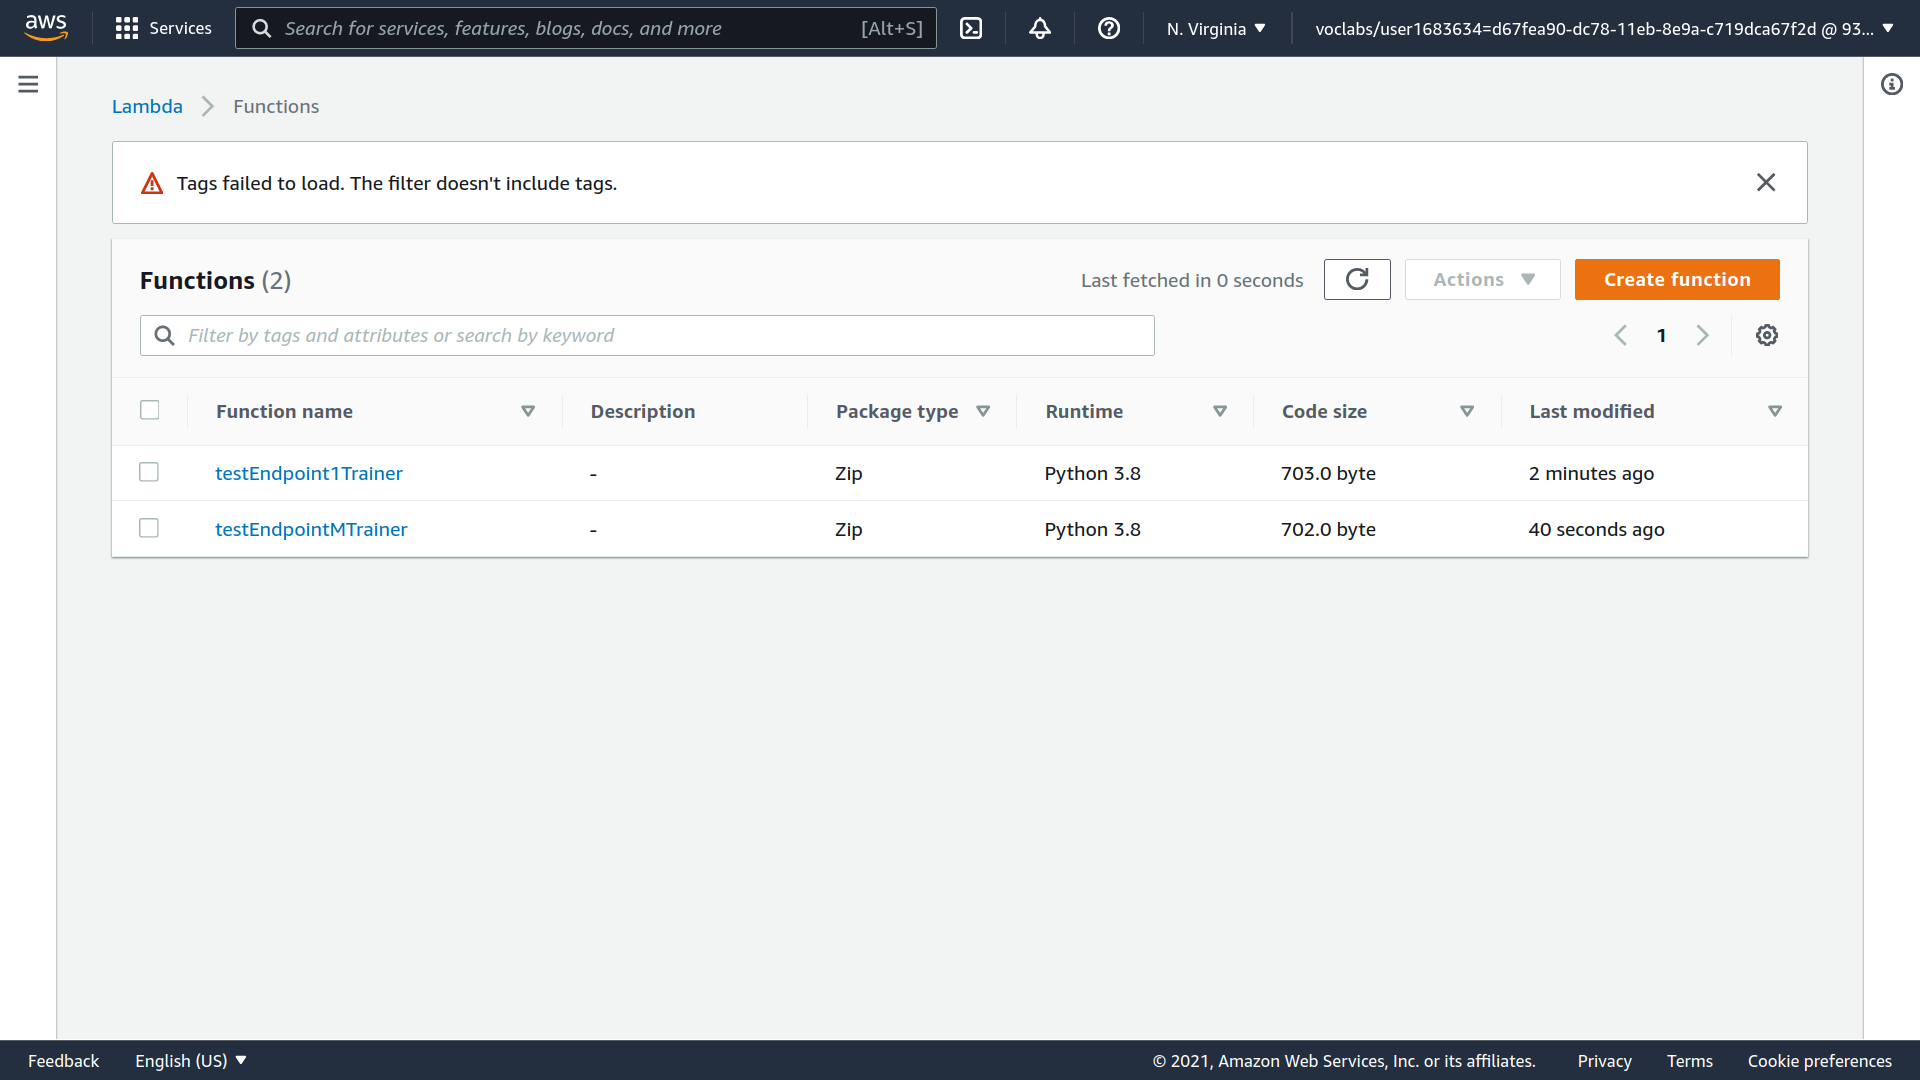 aws Services Search for services, features, blogs, docs, and more [Alt+S] N. Virginia voclabs/user1683634=d67fea90-dc78-11eb-8e9a-c719dca67f2d @ 93...
Lambda Functions
Tags failed to load. The filter doesn't include tags.
Functions (2) Last fetched in 0 seconds Actions Create function
Filter by tags and attributes or search by keyword 1
Function name Description Package type Runtime Code size Last modified
testEndpoint1Trainer - Zip Python 3.8 703.0 byte 2 minutes ago
testEndpointMTrainer - Zip Python 3.8 702.0 byte 40 seconds ago
Feedback English (US) © 2021, Amazon Web Services, Inc. or its affiliates. Privacy Terms Cookie preferences